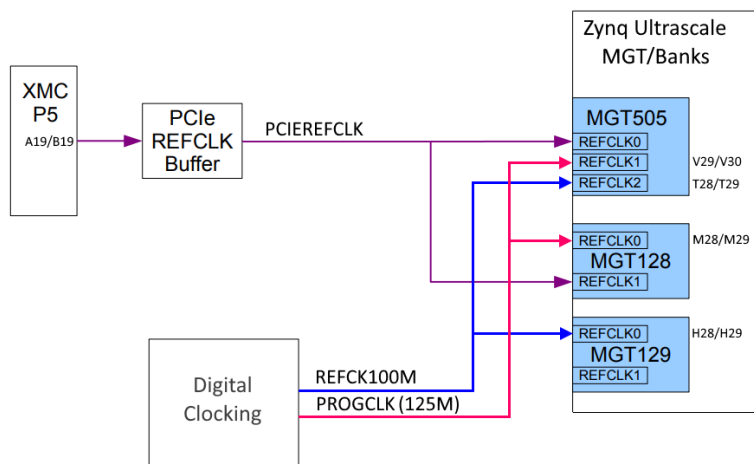 Zynq Ultrascale
MGT/Banks
XMC
P5
A19/B19
PCIe
REFCLK
Buffer
PCIEREFCLK
MGT505
REFCLK0
REFCLK1
V29/V30
REFCLK2
T28/T29
REFCLK0
M28/M29
MGT128
REFCLK1
REFCLK0
H28/H29
MGT129
REFCLK1
Digital
Clocking
REFCK100M
PROGCLK (125M)